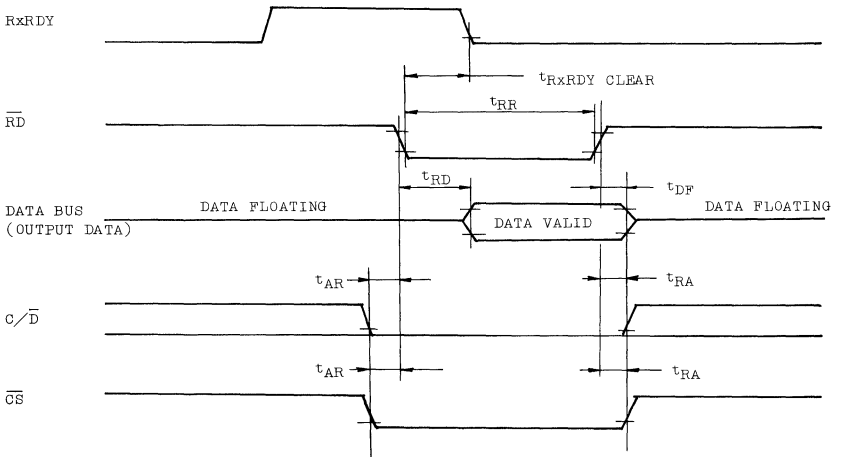 RxRDY
tRxRDY CLEAR
tRR
RD
tRD
tDF
DATA BUS
(OUTPUT DATA)
DATA FLOATING
DATA VALID
DATA FLOATING
tAR
tRA
C/D
tAR
tRA
CS